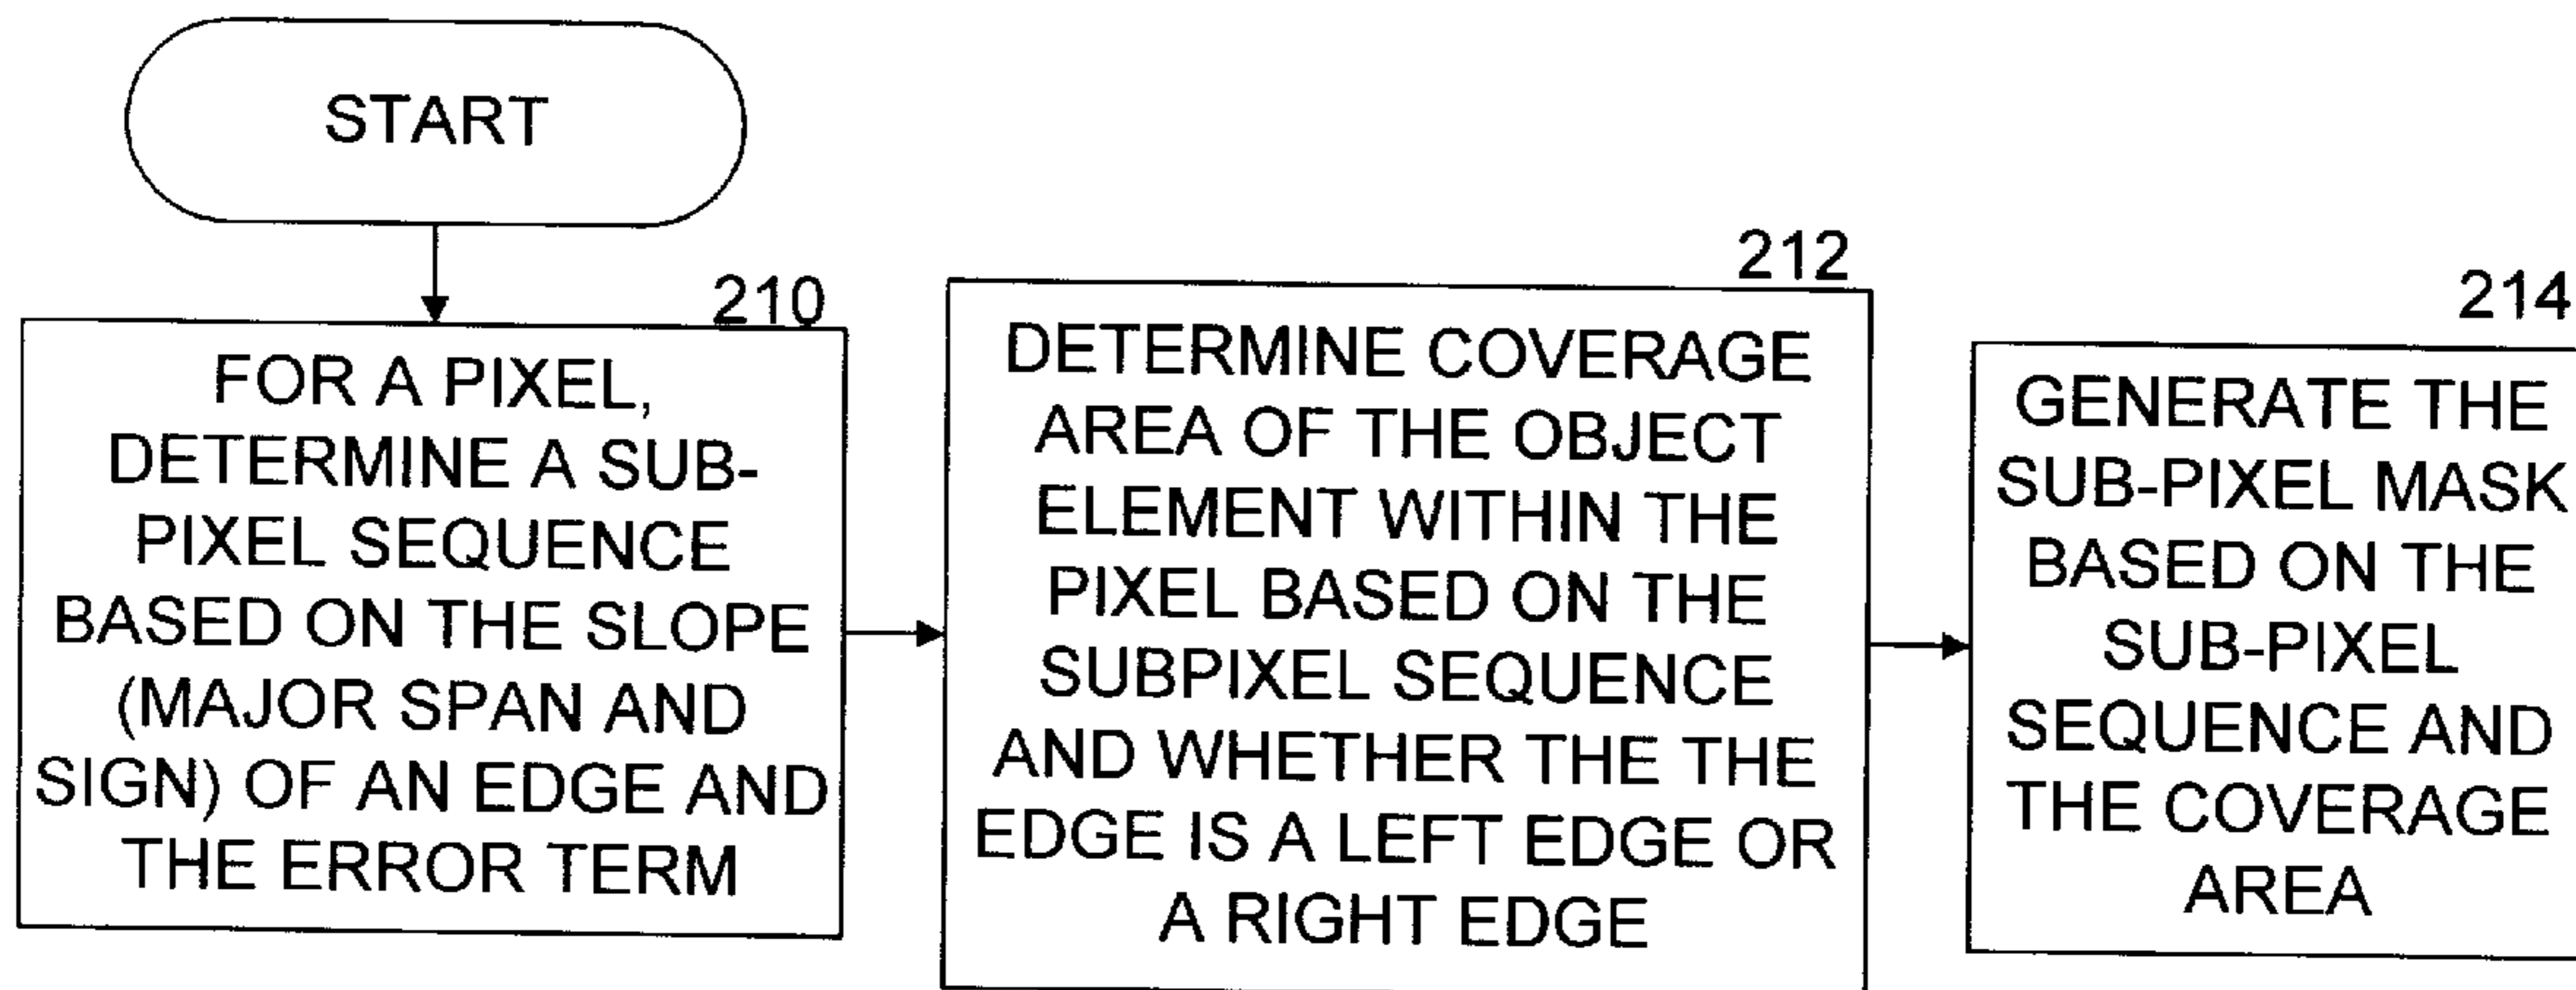 START
210
FOR A PIXEL,
DETERMINE A SUB-
PIXEL SEQUENCE
BASED ON THE SLOPE
(MAJOR SPAN AND
SIGN) OF AN EDGE AND
THE ERROR TERM
212
DETERMINE COVERAGE
AREA OF THE OBJECT
ELEMENT WITHIN THE
PIXEL BASED ON THE
SUBPIXEL SEQUENCE
AND WHETHER THE THE
EDGE IS A LEFT EDGE OR
A RIGHT EDGE
214
GENERATE THE
SUB-PIXEL MASK
BASED ON THE
SUB-PIXEL
SEQUENCE AND
THE COVERAGE
AREA